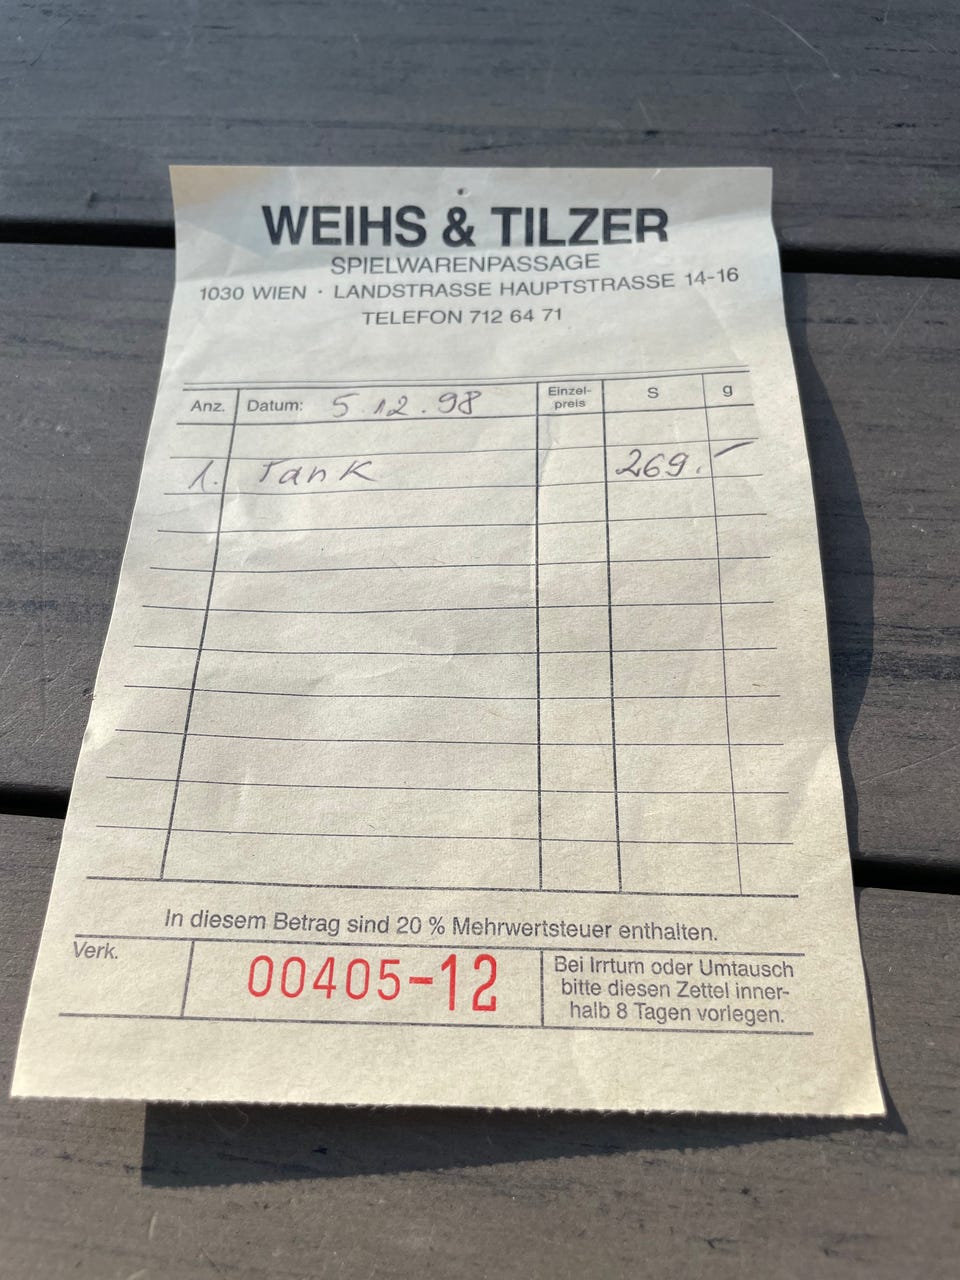 WEIHS & TILZER
SPIELWARENPASSAGE
1030 WIEN · LANDSTRASSE HAUPTSTRASSE 14-16
TELEFON 712 64 71
Anz. Datum: 5.12.98 Einzel-preis S g
1. Tank 269.-
In diesem Betrag sind 20 % Mehrwertsteuer enthalten.
Verk.
00405-12
Bei Irrtum oder Umtausch
bitte diesen Zettel inner-
halb 8 Tagen vorlegen.